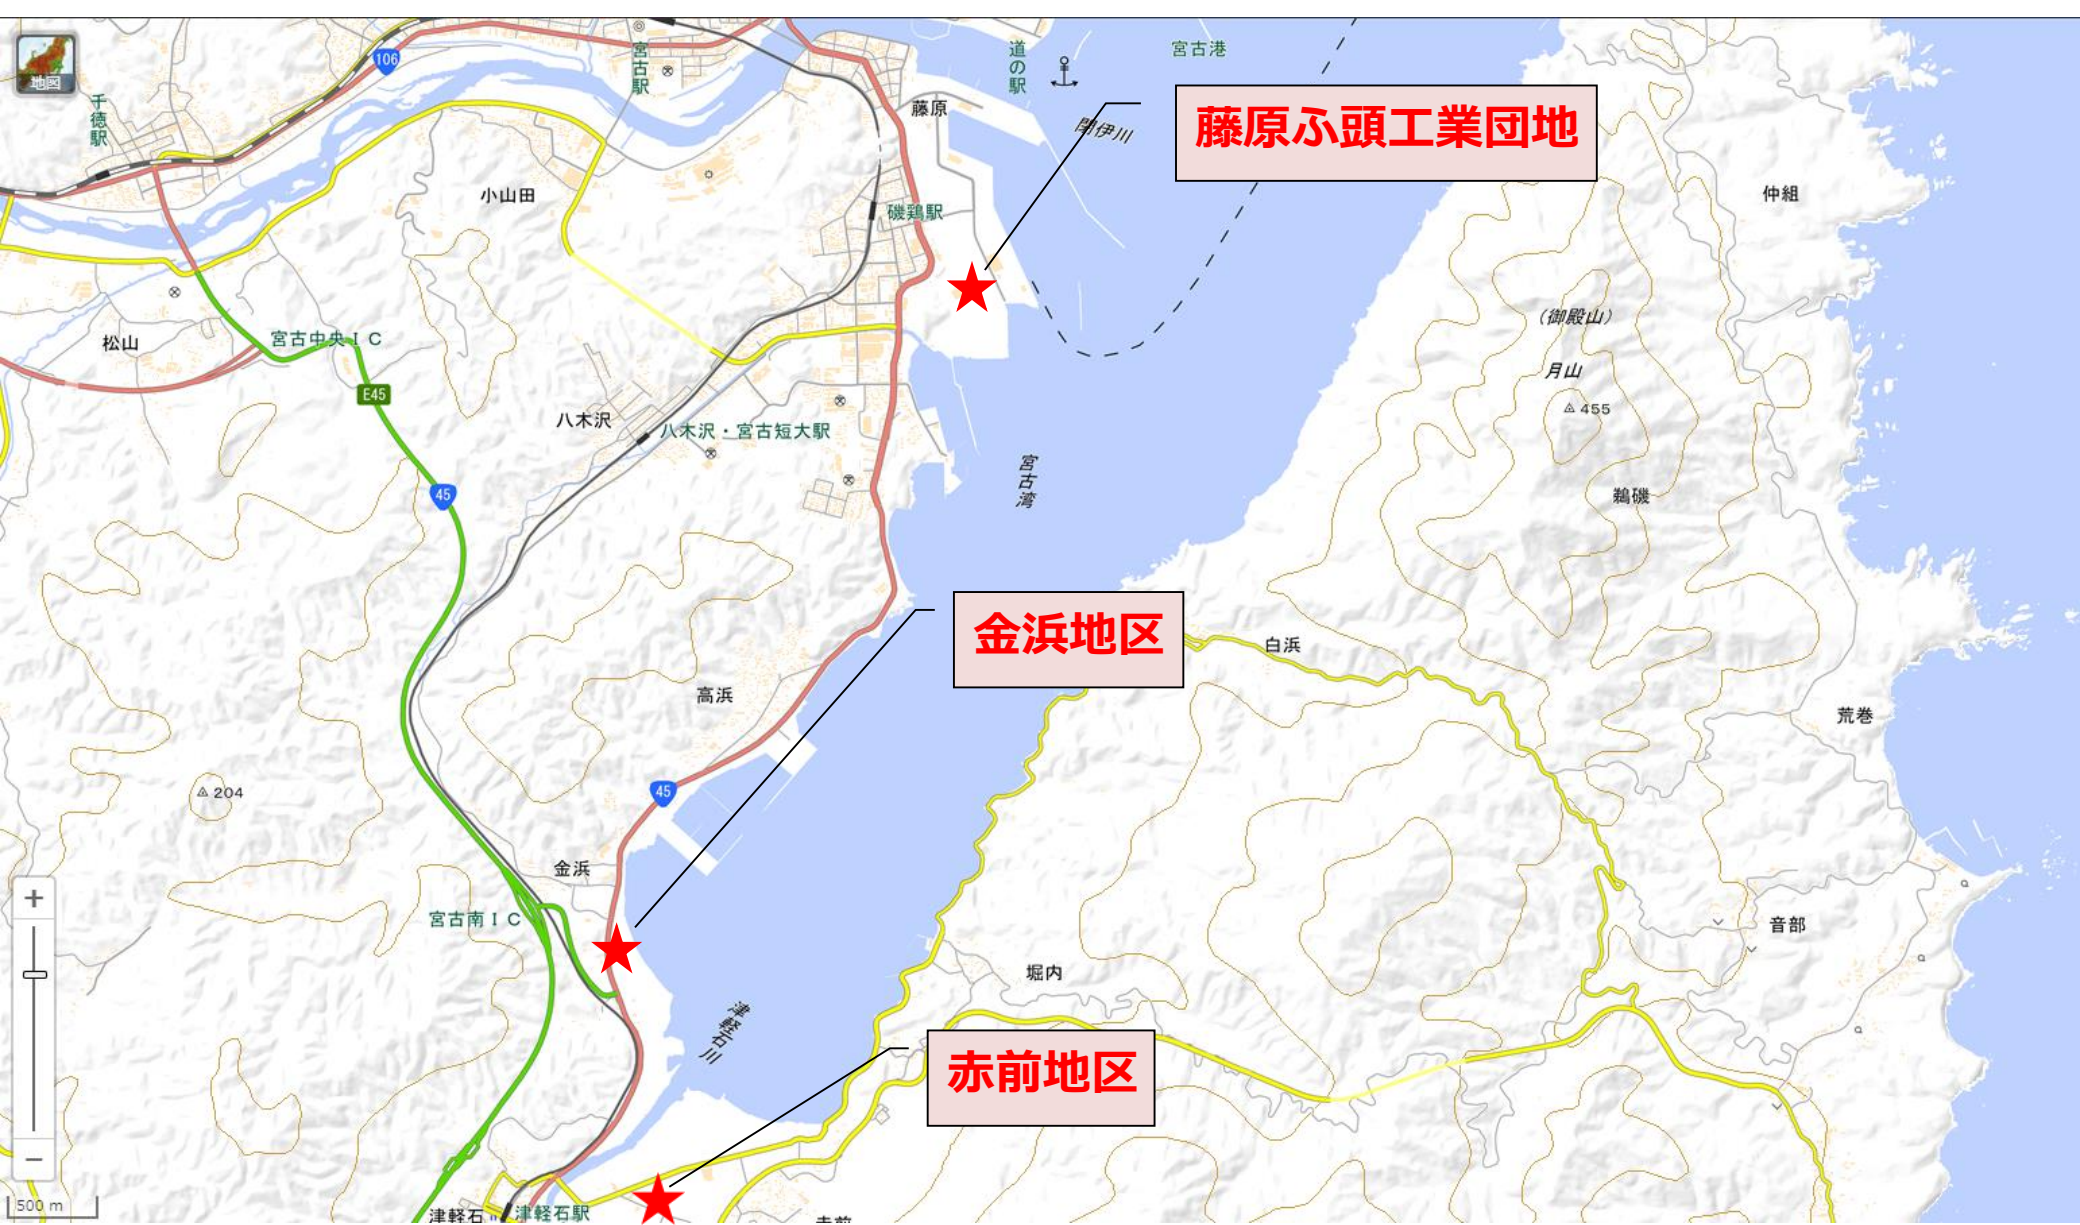 地図
106
宮古駅
道の駅
宮古港
千徳駅
藤原
閉伊川
藤原ふ頭工業団地
小山田
仲組
磯鶏駅
(御殿山)
宮古中央IC
松山
月山
E45
455
八木沢
八木沢・宮古短大駅
宮古湾
45
鵜磯
金浜地区
白浜
高浜
荒巻
204
45
金浜
宮古南IC
音部
堀内
津軽石川
赤前地区
500 m
津軽石
津軽石駅
赤前